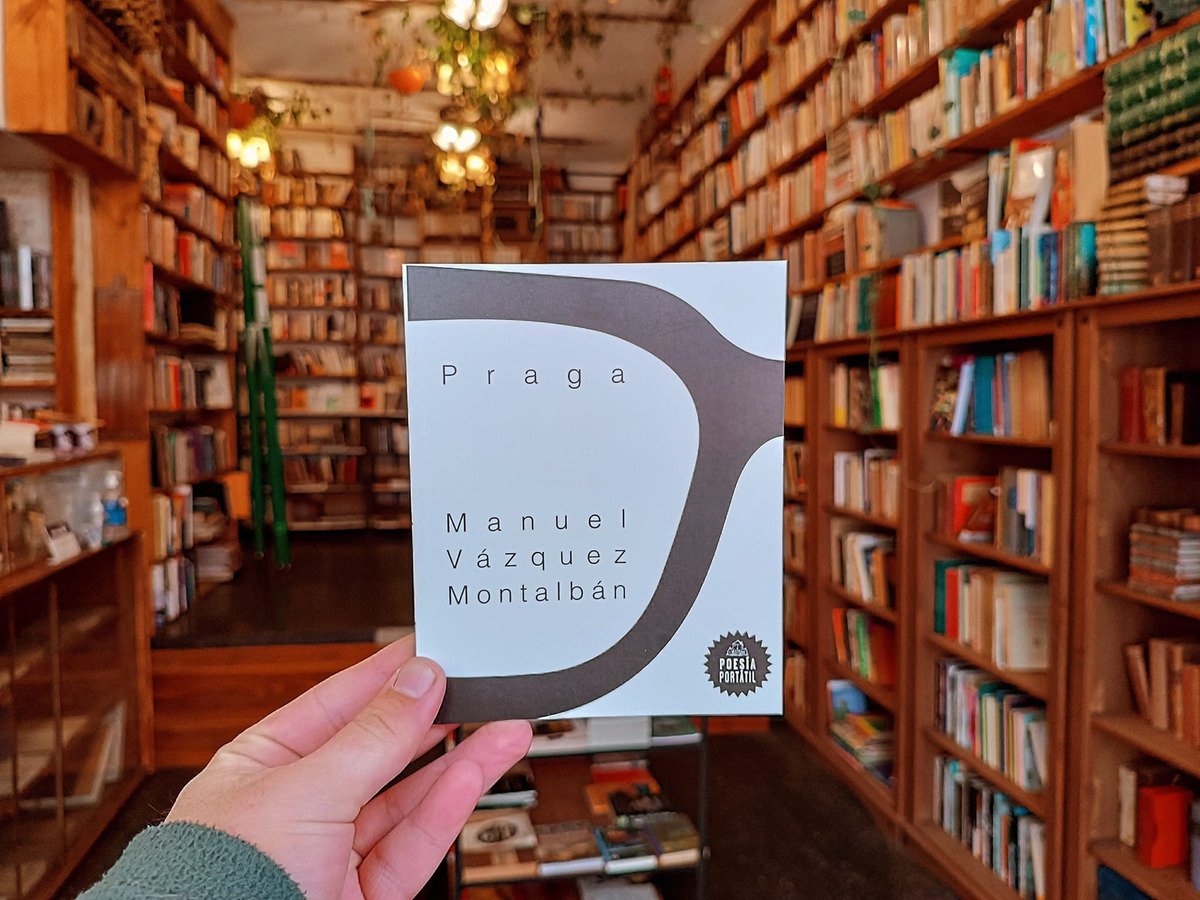 Praga
Manuel
Vázquez
Montalbán
POESÍA
PORTÁTIL